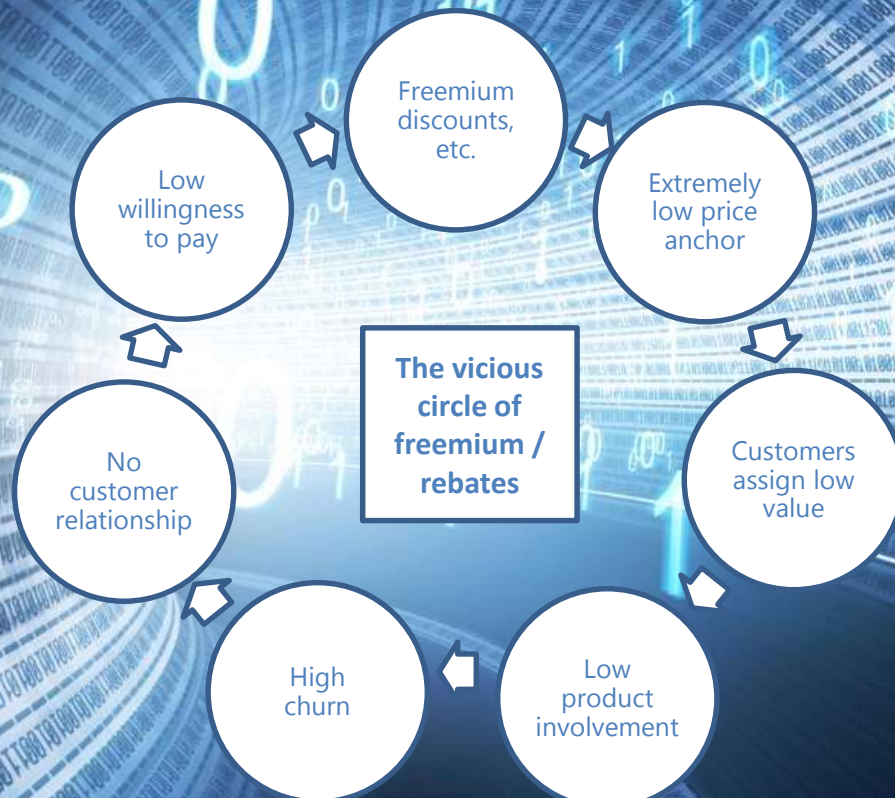 Freemium
discounts,
etc.
Extremely
low price
anchor
Customers
assign low
value
Low
product
involvement
High
churn
No
customer
relationship
Low
willingness
to pay
The vicious
circle of
freemium /
rebates